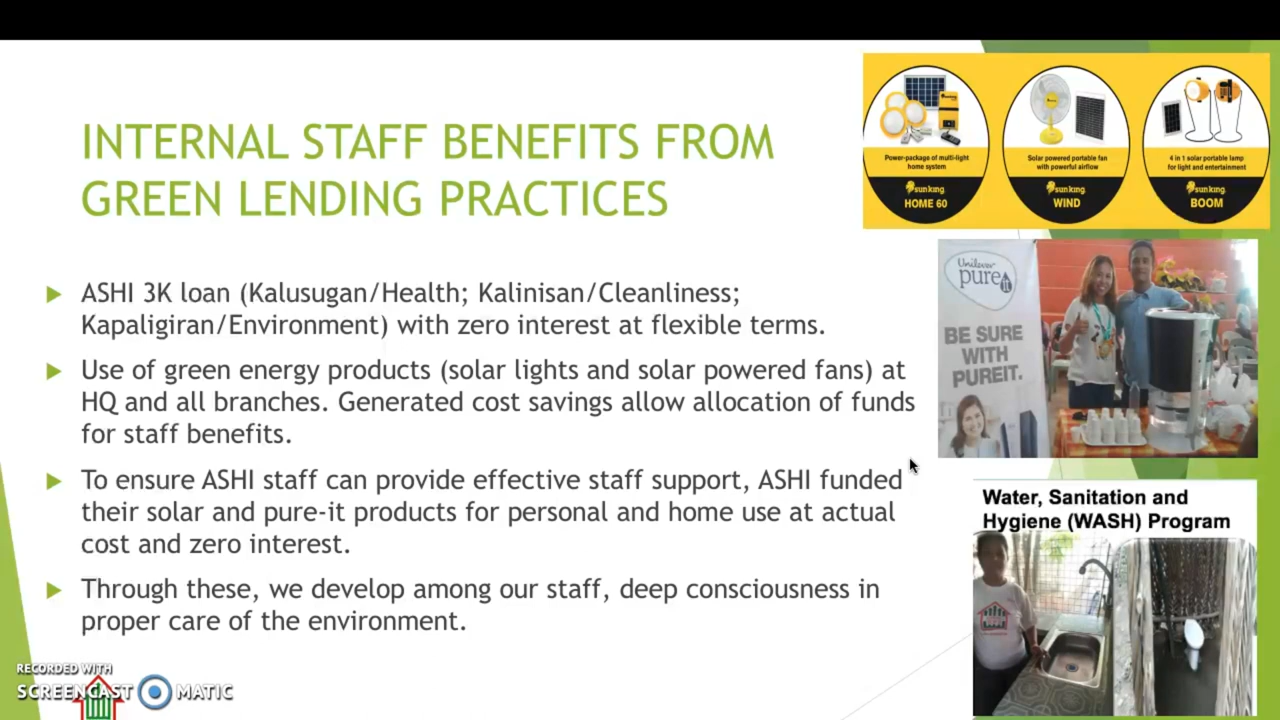 INTERNAL STAFF BENEFITS FROM
GREEN LENDING PRACTICES
ASHI 3K loan (Kalusugan/Health; Kalinisan/Cleanliness;
Kapaligiran/Environment) with zero interest at flexible terms.
Use of green energy products (solar lights and solar powered fans) at
HQ and all branches. Generated cost savings allow allocation of funds
for staff benefits.
To ensure ASHI staff can provide effective staff support, ASHI funded
their solar and pure-it products for personal and home use at actual
cost and zero interest.
Through these, we develop among our staff, deep consciousness in
proper care of the environment.
Power-package of multi-light
home system
sunking.
HOME 60
Solar powered portable fan
with powerful airflow
sunking.
WIND
4 in 1 solar portable lamp
for light and entertainment
sunking.
BOOM
Unilever
pureit
BE SURE
WITH
PUREIT.
Water, Sanitation and
Hygiene (WASH) Program
RECORDED WITH
SCREENCAST MATIC